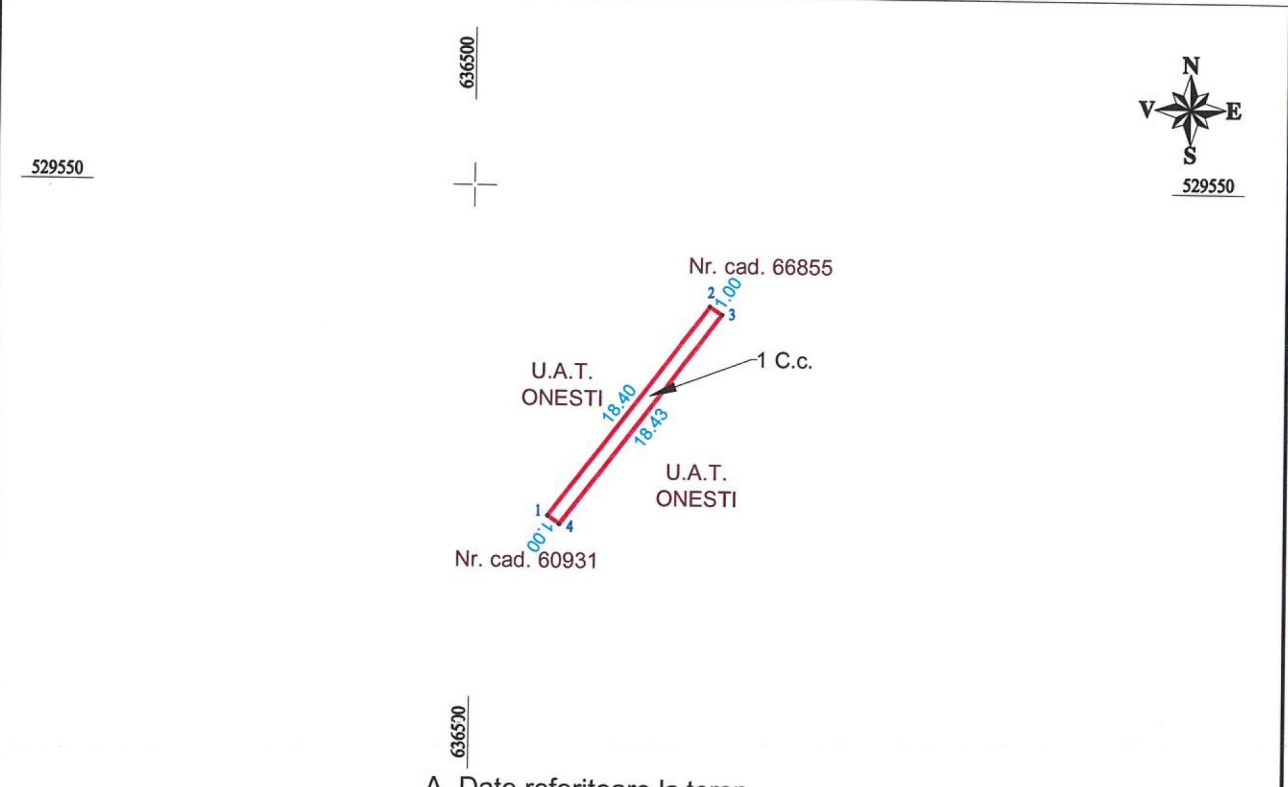 636500
N
V
E
S
529550
529550
Nr. cad. 66855
2
1.00
3
1 C.c.
U.A.T.
ONESTI
18.40
18.43
U.A.T.
ONESTI
1
4
1.00
Nr. cad. 60931
636500
A. Date referitoare la teren